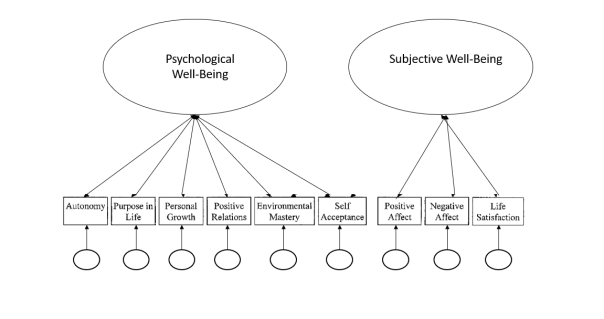 Psychological
Well-Being
Subjective Well-Being
Autonomy
Purpose in
Life
Personal
Growth
Positive
Relations
Environmental
Mastery
Self
Acceptance
Positive
Affect
Negative
Affect
Life
Satisfaction